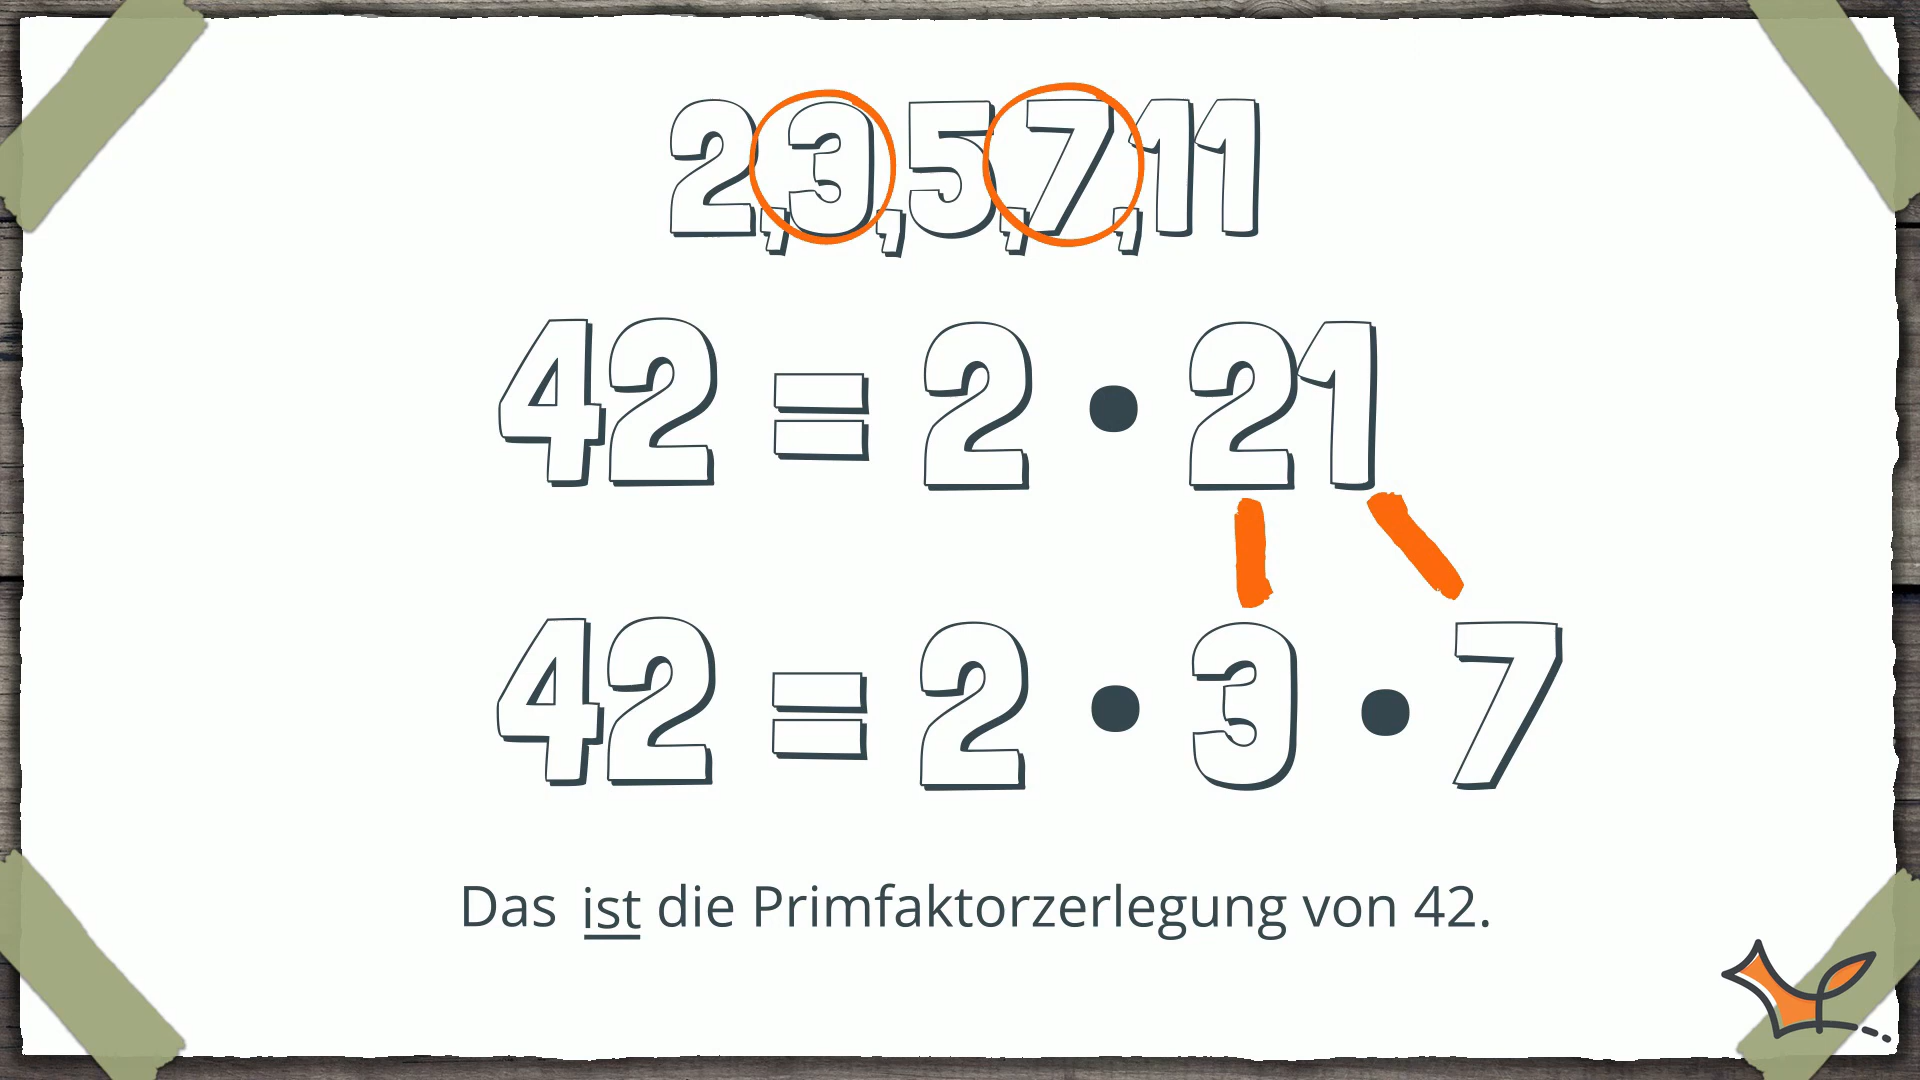 2,3,5,7,11
42 = 2 • 21
42 = 2 • 3 • 7
Das ist die Primfaktorzerlegung von 42.